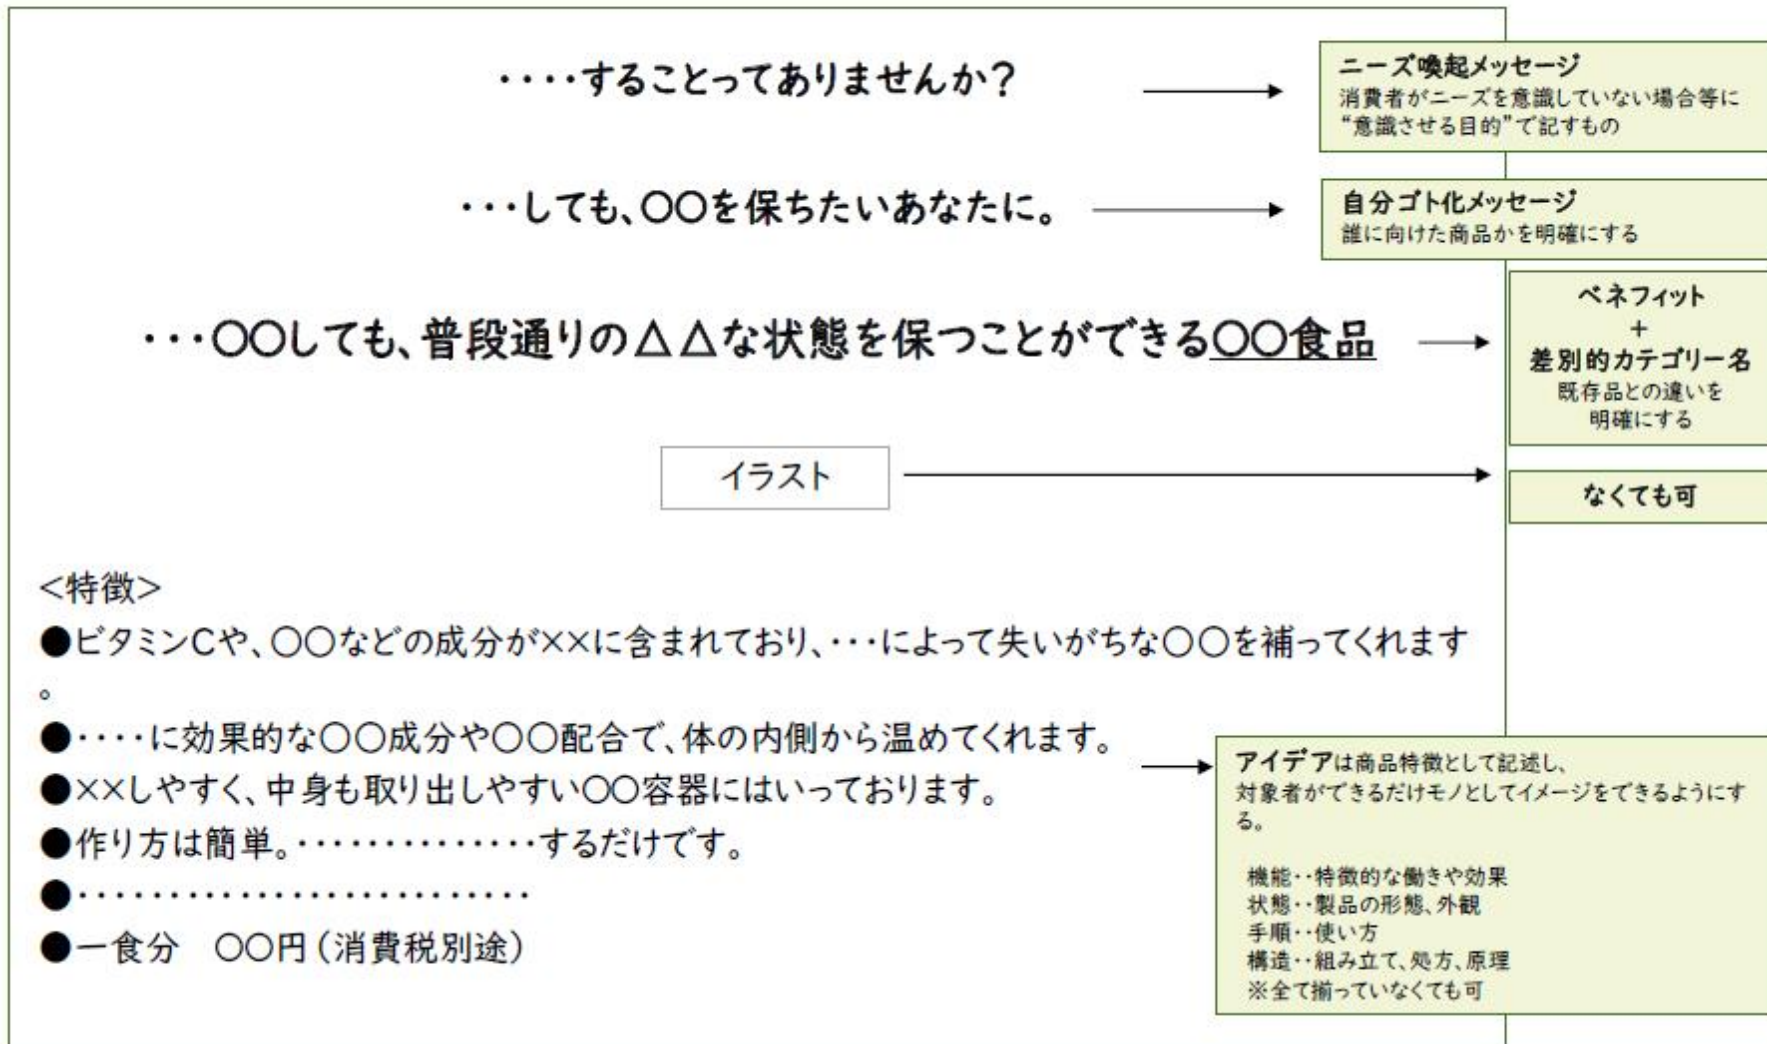 ・・・・することってありませんか?
ニーズ喚起メッセージ
消費者がニーズを意識していない場合等に
“意識させる目的”で記すもの
・・・しても、〇〇を保ちたいあなたに。
自分ゴト化メッセージ
誰に向けた商品かを明確にする
・・・〇〇しても、普段通りの△△な状態を保つことができる〇〇食品
ベネフィット
+
差別的カテゴリー名
既存品との違いを
明確にする
イラスト
なくても可
<特徴>
●ビタミンCや、〇〇などの成分が××に含まれており、・・・によって失いがちな〇〇を補ってくれます
。
●・・・・に効果的な〇〇成分や〇〇配合で、体の内側から温めてくれます。
●××しやすく、中身も取り出しやすい〇〇容器にはいっております。
●作り方は簡単。・・・・・・・・・・・・・・するだけです。
●・・・・・・・・・・・・・・・・・・・・・・・・・・
●一食分 〇〇円(消費税別途)
アイデアは商品特徴として記述し、
対象者ができるだけモノとしてイメージをできるようにす
る。
機能・・特徴的な働きや効果
状態・・製品の形態、外観
手順・・使い方
構造・・組み立て、処方、原理
※全て揃っていなくても可